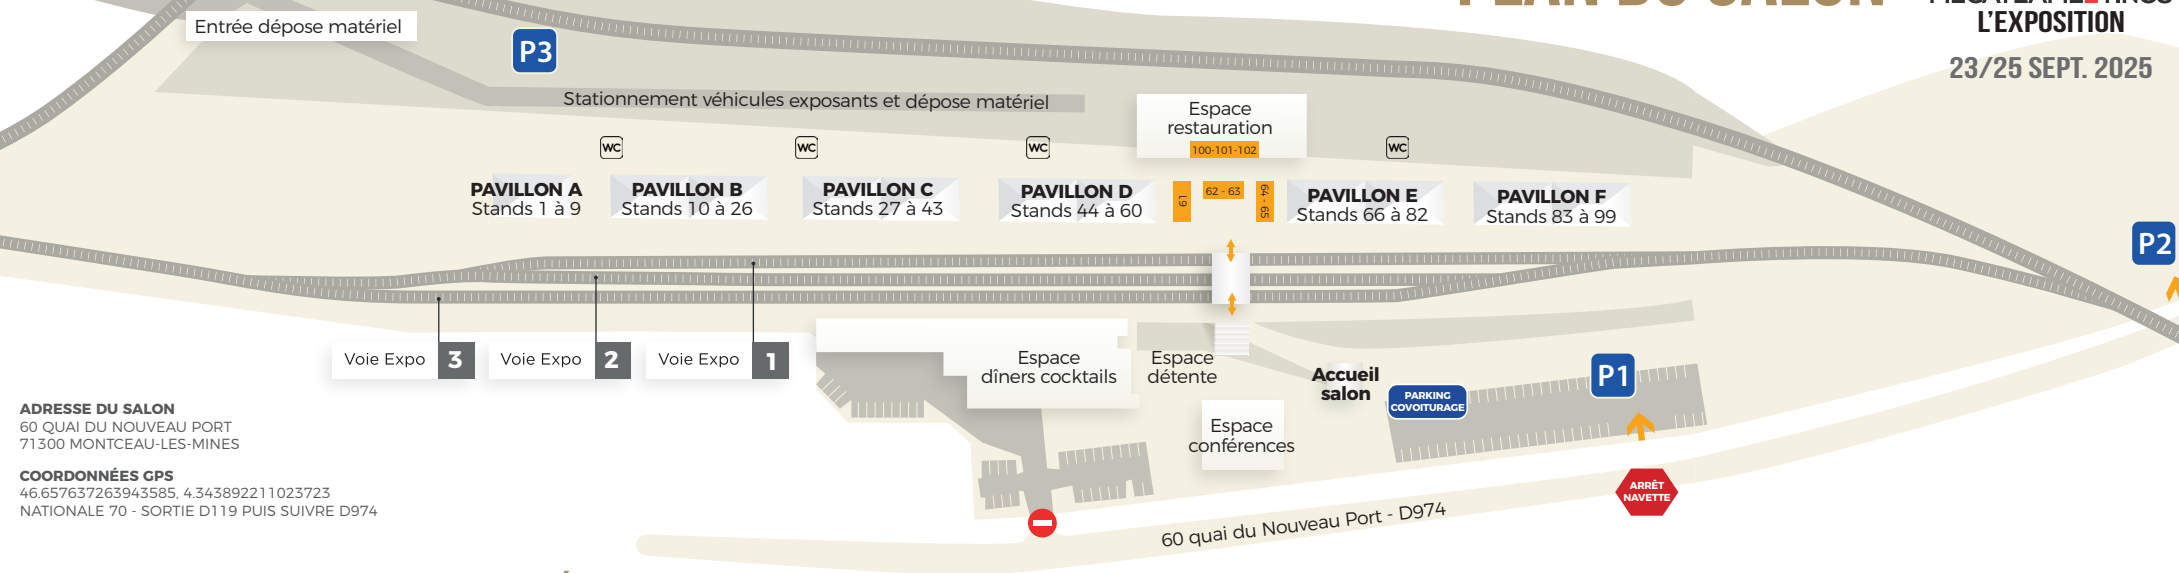 L'EXPOSITION
23/25 SEPT. 2025
Entrée dépose matériel
P3
Stationnement véhicules exposants et dépose matériel
Espace
restauration
100-101-102
WC
WC
WC
WC
PAVILLON A
Stands 1 à 9
PAVILLON B
Stands 10 à 26
PAVILLON C
Stands 27 à 43
PAVILLON D
Stands 44 à 60
61
62 - 63
64 - 65
PAVILLON E
Stands 66 à 82
PAVILLON F
Stands 83 à 99
P2
Voie Expo 3
Voie Expo 2
Voie Expo 1
Espace
dîners cocktails
Espace
détente
Accueil
salon
PARKING
COVOITURAGE
P1
Espace
conférences
ARRÊT
NAVETTE
60 quai du Nouveau Port - D974
ADRESSE DU SALON
60 QUAI DU NOUVEAU PORT
71300 MONTCEAU-LES-MINES
COORDONNÉES GPS
46.657637263943585, 4.343892211023723
NATIONALE 70 - SORTIE D119 PUIS SUIVRE D974